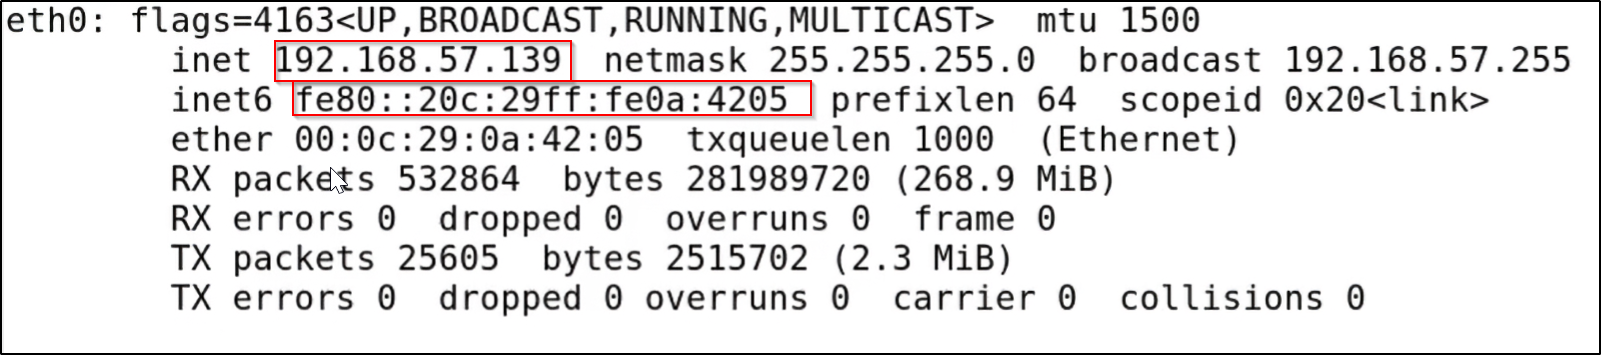 eth0: flags=4163<UP,BROADCAST,RUNNING,MULTICAST>  mtu 1500
inet 192.168.57.139  netmask 255.255.255.0  broadcast 192.168.57.255
inet6 fe80::20c:29ff:fe0a:4205  prefixlen 64  scopeid 0x20<link>
ether 00:0c:29:0a:42:05  txqueuelen 1000  (Ethernet)
RX packets 532864  bytes 281989720 (268.9 MiB)
RX errors 0  dropped 0  overruns 0  frame 0
TX packets 25605  bytes 2515702 (2.3 MiB)
TX errors 0  dropped 0 overruns 0  carrier 0  collisions 0